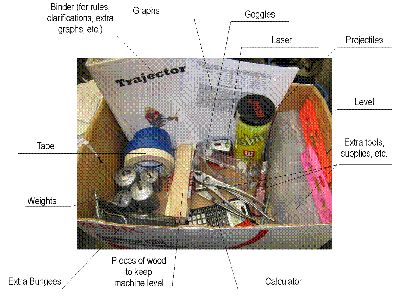 Binder (for rules,
clarifications, extra
graphs, etc.)
Graphs
Goggles
Laser
Projectiles
Trajector
Level
Tape
Extra tools,
supplies, etc.
Weights
Extra Bungees
Pieces of wood
to keep
machine level
Calculator